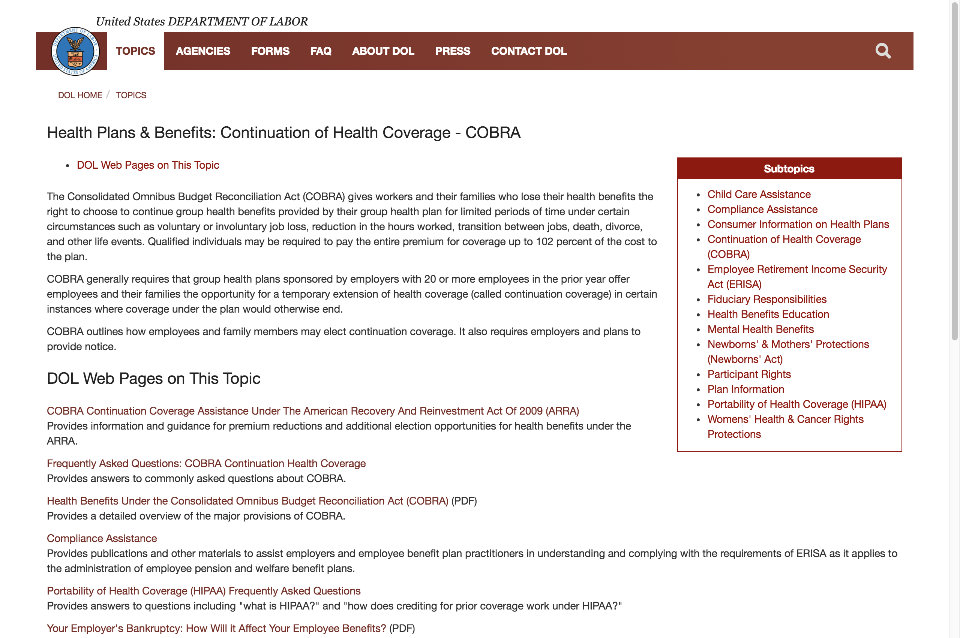 United States DEPARTMENT OF LABOR
TOPICS AGENCIES FORMS FAQ ABOUT DOL PRESS CONTACT DOL
DOL HOME / TOPICS
Health Plans & Benefits: Continuation of Health Coverage - COBRA
• DOL Web Pages on This Topic
The Consolidated Omnibus Budget Reconciliation Act (COBRA) gives workers and their families who lose their health benefits the
right to choose to continue group health benefits provided by their group health plan for limited periods of time under certain
circumstances such as voluntary or involuntary job loss, reduction in the hours worked, transition between jobs, death, divorce,
and other life events. Qualified individuals may be required to pay the entire premium for coverage up to 102 percent of the cost to
the plan.
COBRA generally requires that group health plans sponsored by employers with 20 or more employees in the prior year offer
employees and their families the opportunity for a temporary extension of health coverage (called continuation coverage) in certain
instances where coverage under the plan would otherwise end.
COBRA outlines how employees and family members may elect continuation coverage. It also requires employers and plans to
provide notice.
Subtopics
• Child Care Assistance
• Compliance Assistance
• Consumer Information on Health Plans
• Continuation of Health Coverage
(COBRA)
• Employee Retirement Income Security
Act (ERISA)
• Fiduciary Responsibilities
• Health Benefits Education
• Mental Health Benefits
• Newborns' & Mothers' Protections
(Newborns' Act)
• Participant Rights
• Plan Information
• Portability of Health Coverage (HIPAA)
• Womens' Health & Cancer Rights
Protections
DOL Web Pages on This Topic
COBRA Continuation Coverage Assistance Under The American Recovery And Reinvestment Act Of 2009 (ARRA)
Provides information and guidance for premium reductions and additional election opportunities for health benefits under the
ARRA.
Frequently Asked Questions: COBRA Continuation Health Coverage
Provides answers to commonly asked questions about COBRA.
Health Benefits Under the Consolidated Omnibus Budget Reconciliation Act (COBRA) (PDF)
Provides a detailed overview of the major provisions of COBRA.
Compliance Assistance
Provides publications and other materials to assist employers and employee benefit plan practitioners in understanding and complying with the requirements of ERISA as it applies to
the administration of employee pension and welfare benefit plans.
Portability of Health Coverage (HIPAA) Frequently Asked Questions
Provides answers to questions including "what is HIPAA?" and "how does crediting for prior coverage work under HIPAA?"
Your Employer's Bankruptcy: How Will it Affect Your Employee Benefits? (PDF)